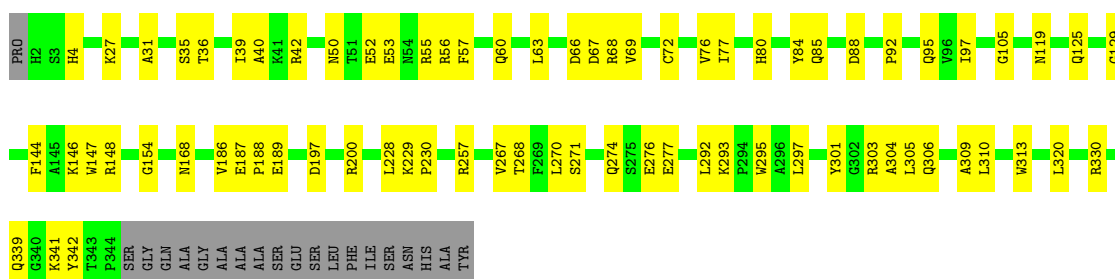 PRO H2 S3 H4 K27 A31 S35 T36 I39 A40 K41 R42 N50 T51 E52 E53 N54 R55 R56 F57 Q60 L63 D66 D67 R68 V69 C72 V76 I77 H80 Y84 Q85 D88 P92 Q95 V96 I97 G105 N119 Q125 G129
F144 A145 K146 W147 R148 G154 N168 V186 E187 P188 E189 D197 R200 L228 K229 P230 R257 V267 T268 F269 L270 S271 Q274 S275 E276 E277 L292 K293 P294 W295 A296 L297 Y301 G302 R303 A304 L305 Q306 A309 L310 W313 L320 R330
Q339 G340 K341 Y342 T343 P344 SER GLY GLN ALA GLY ALA ALA ALA SER GLU SER LEU PHE ILE SER ASN HIS ALA TYR